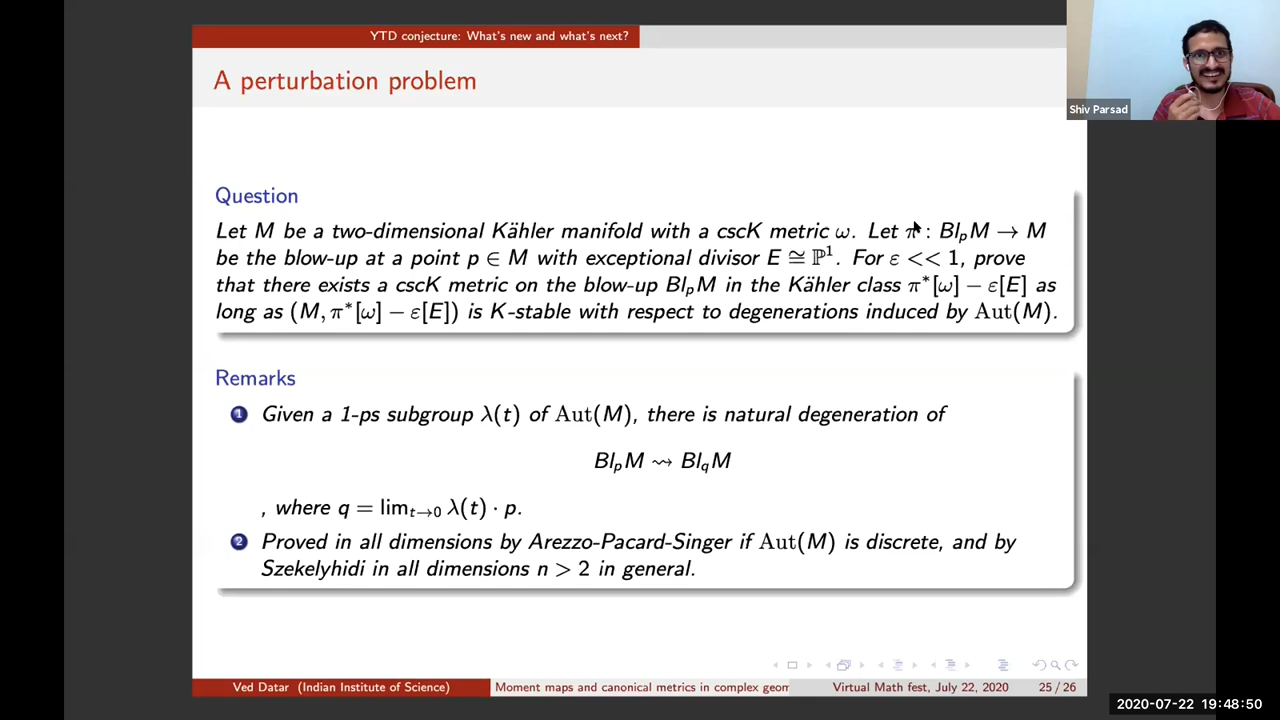 YTD conjecture: What's new and what's next?
A perturbation problem
Shiv Parsad
Question
Let M be a two-dimensional Kähler manifold with a cscK metric ω. Let π : Bl_pM → M
be the blow-up at a point p ∈ M with exceptional divisor E ≅ ℙ¹. For ε << 1, prove
that there exists a cscK metric on the blow-up Bl_pM in the Kähler class π*[ω] − ε[E] as
long as (M, π*[ω] − ε[E]) is K-stable with respect to degenerations induced by Aut(M).
Remarks
1 Given a 1-ps subgroup λ(t) of Aut(M), there is natural degeneration of
Bl_pM ⇝ Bl_qM
, where q = lim_{t→0} λ(t) · p.
2 Proved in all dimensions by Arezzo-Pacard-Singer if Aut(M) is discrete, and by
Szekelyhidi in all dimensions n > 2 in general.
Ved Datar (Indian Institute of Science) Moment maps and canonical metrics in complex geom Virtual Math fest, July 22, 2020 25 / 26
2020-07-22 19:48:50